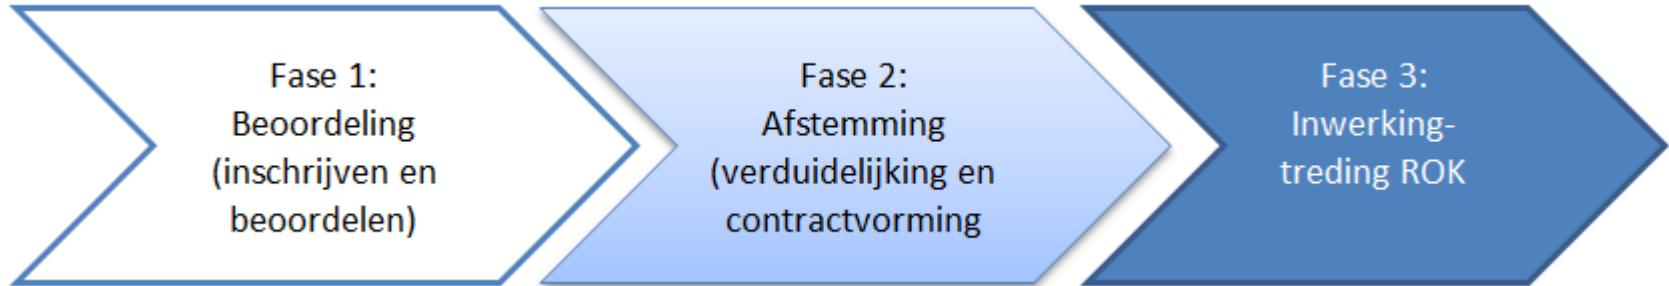 Fase 1:
Beoordeling
(inschrijven en
beoordelen)
Fase 2:
Afstemming
(verduidelijking en
contractvorming
Fase 3:
Inwerking-
treding ROK